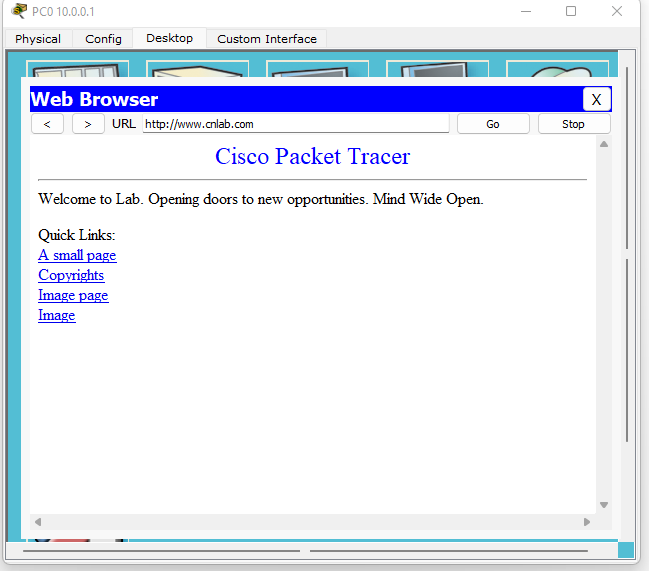 PC0 10.0.0.1
Physical Config Desktop Custom Interface
Web Browser X
< > URL http://www.cnlab.com Go Stop
Cisco Packet Tracer
Welcome to Lab. Opening doors to new opportunities. Mind Wide Open.
Quick Links:
A small page
Copyrights
Image page
Image